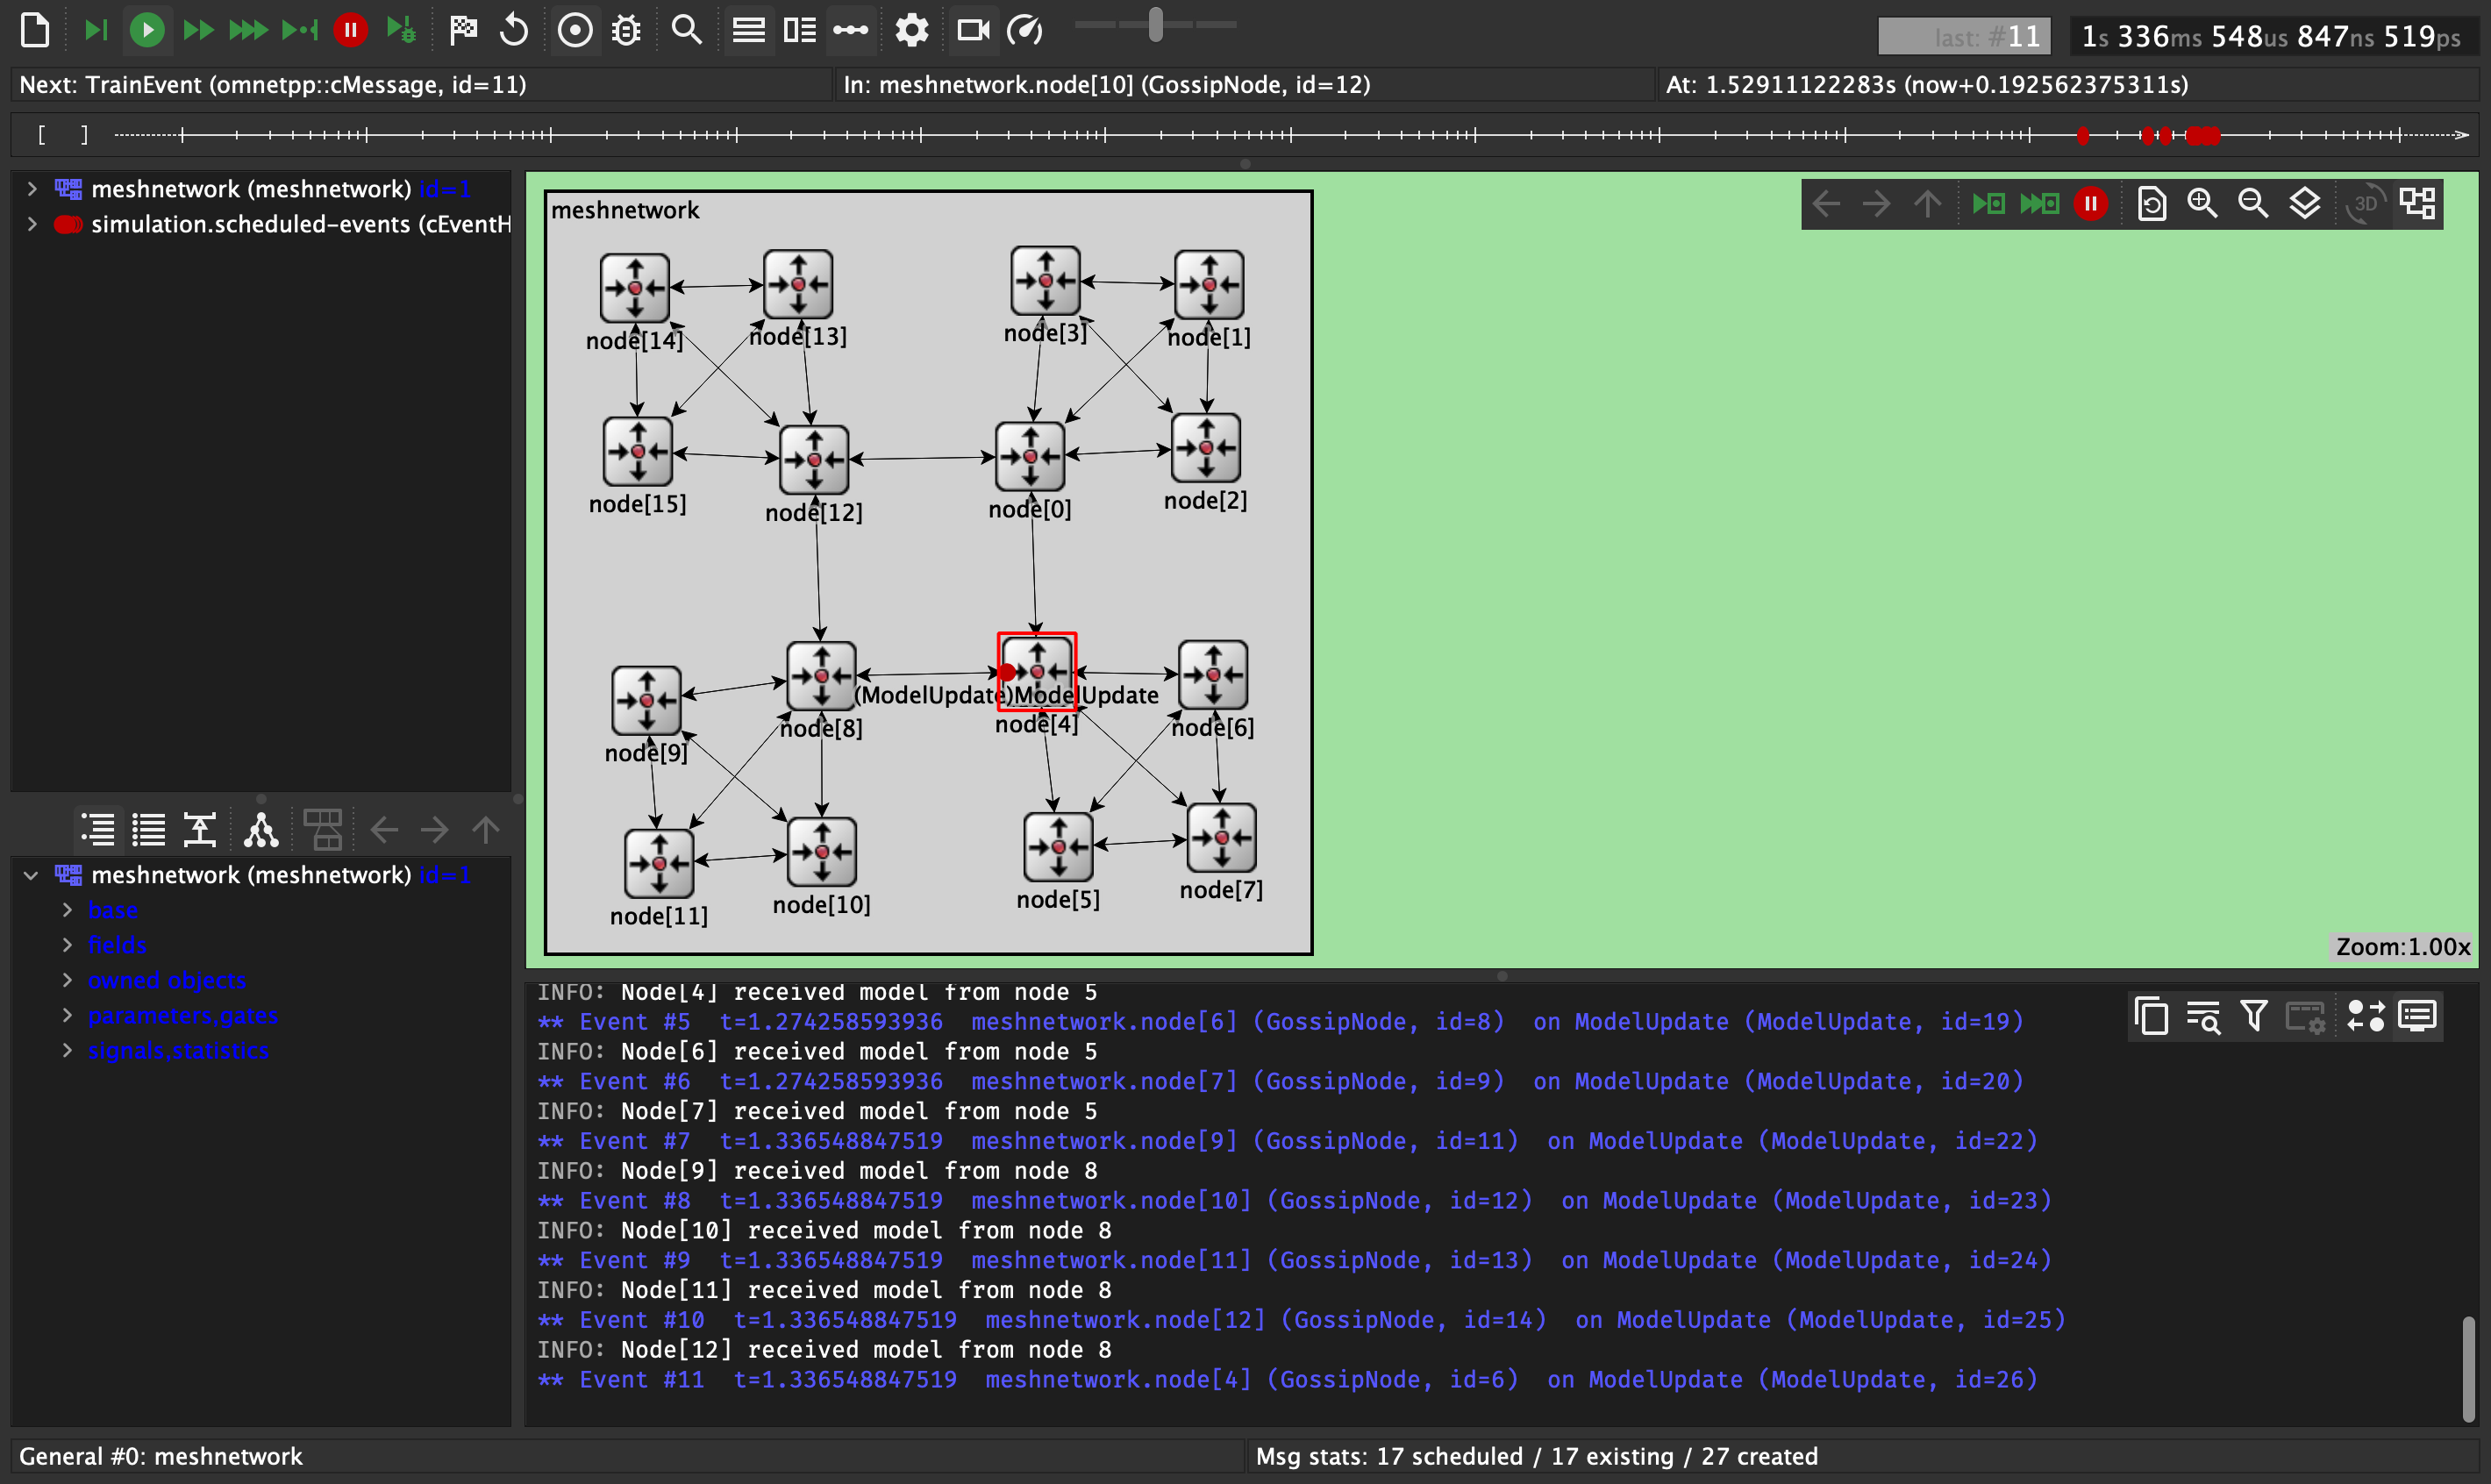 last: #11
1s 336ms 548us 847ns 519ps
Next: TrainEvent (omnetpp::cMessage, id=11)
In: meshnetwork.node[10] (GossipNode, id=12)
At: 1.52911122283s (now+0.192562375311s)
[ ]
meshnetwork (meshnetwork) id=1
simulation.scheduled-events (cEventH
meshnetwork
3D
node[14]
node[13]
node[3]
node[1]
node[15]
node[12]
node[0]
node[2]
(ModelUpdate)ModelUpdate
node[9]
node[8]
node[4]
node[6]
node[11]
node[10]
node[5]
node[7]
Zoom:1.00x
meshnetwork (meshnetwork) id=1
base
fields
owned objects
parameters,gates
signals,statistics
INFO: Node[4] received model from node 5
** Event #5 t=1.274258593936 meshnetwork.node[6] (GossipNode, id=8) on ModelUpdate (ModelUpdate, id=19)
INFO: Node[6] received model from node 5
** Event #6 t=1.274258593936 meshnetwork.node[7] (GossipNode, id=9) on ModelUpdate (ModelUpdate, id=20)
INFO: Node[7] received model from node 5
** Event #7 t=1.336548847519 meshnetwork.node[9] (GossipNode, id=11) on ModelUpdate (ModelUpdate, id=22)
INFO: Node[9] received model from node 8
** Event #8 t=1.336548847519 meshnetwork.node[10] (GossipNode, id=12) on ModelUpdate (ModelUpdate, id=23)
INFO: Node[10] received model from node 8
** Event #9 t=1.336548847519 meshnetwork.node[11] (GossipNode, id=13) on ModelUpdate (ModelUpdate, id=24)
INFO: Node[11] received model from node 8
** Event #10 t=1.336548847519 meshnetwork.node[12] (GossipNode, id=14) on ModelUpdate (ModelUpdate, id=25)
INFO: Node[12] received model from node 8
** Event #11 t=1.336548847519 meshnetwork.node[4] (GossipNode, id=6) on ModelUpdate (ModelUpdate, id=26)
General #0: meshnetwork
Msg stats: 17 scheduled / 17 existing / 27 created